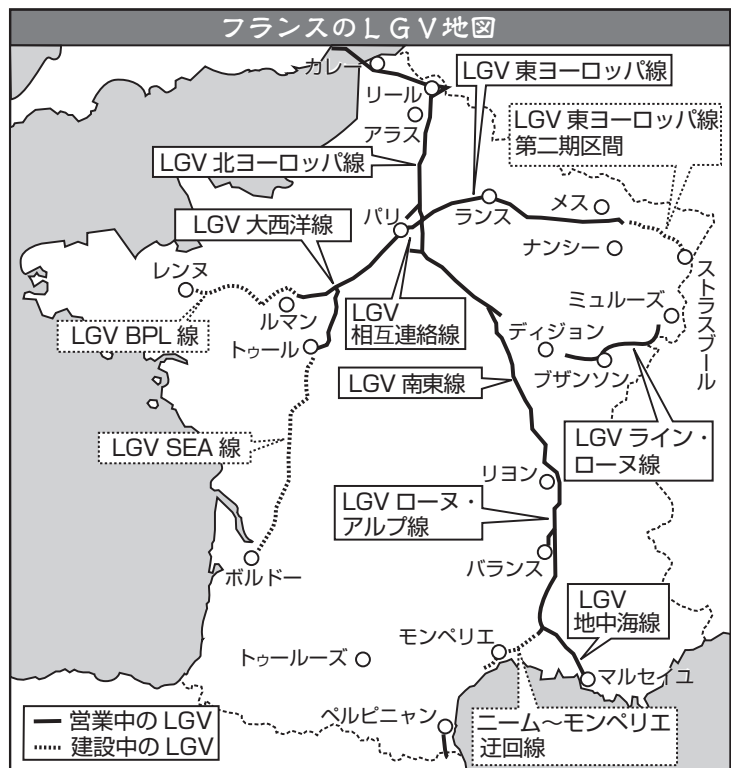 フランスのLGV地図
カレー
リール
アラス
LGV 東ヨーロッパ線
LGV 東ヨーロッパ線
第二期区間
LGV 北ヨーロッパ線
パリ
ランス
メス
ナンシー
ストラスブール
LGV 大西洋線
レンヌ
ルマン
LGV BPL 線
トゥール
LGV
相互連絡線
ミュルーズ
ディジョン
ブザンソン
LGV 南東線
LGV ライン・
ローヌ線
LGV SEA 線
リヨン
LGV ローヌ・
アルプ線
バランス
ボルドー
LGV
地中海線
モンペリエ
トゥールーズ
マルセイユ
ペルピニャン
ニーム〜モンペリエ
迂回線
営業中の LGV
建設中の LGV